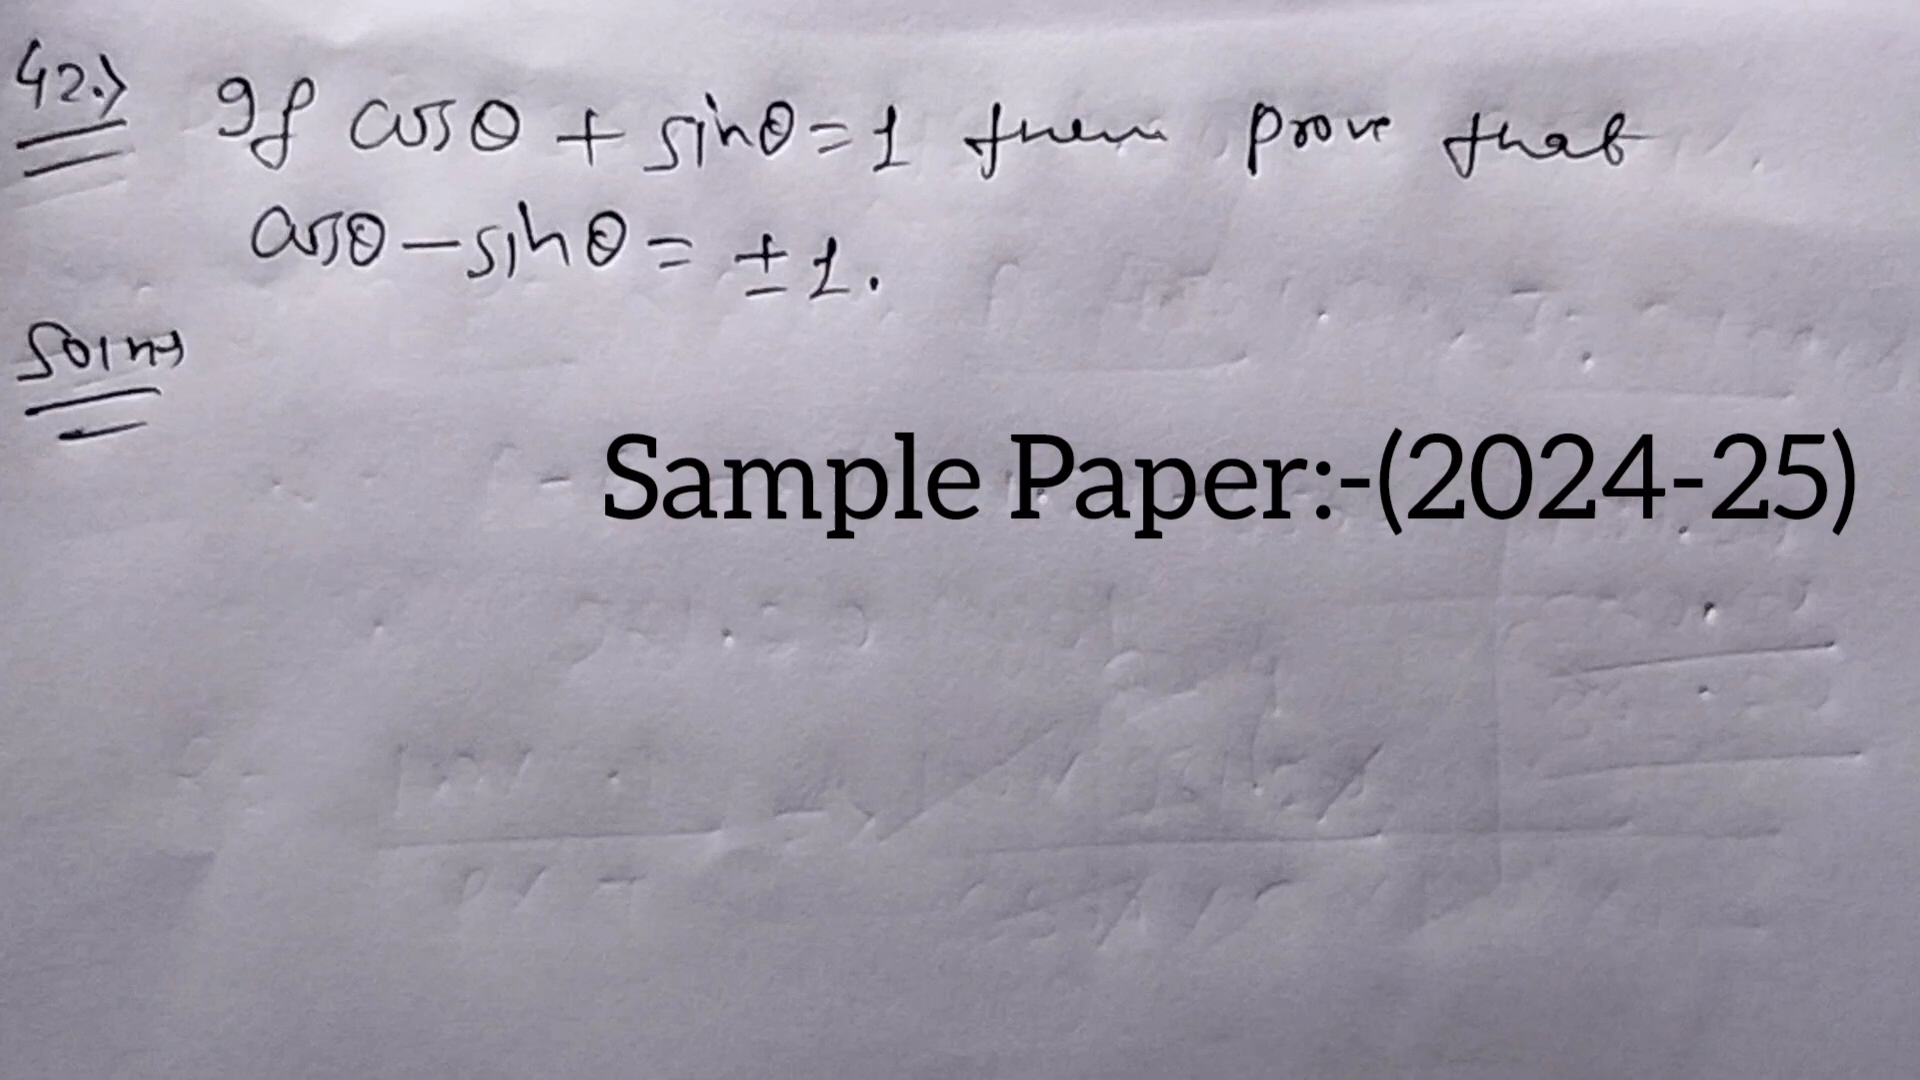 42.) If cosθ + sinθ = 1 then prove that
cosθ - sinθ = ± 1.
Soln:
Sample Paper:-(2024-25)